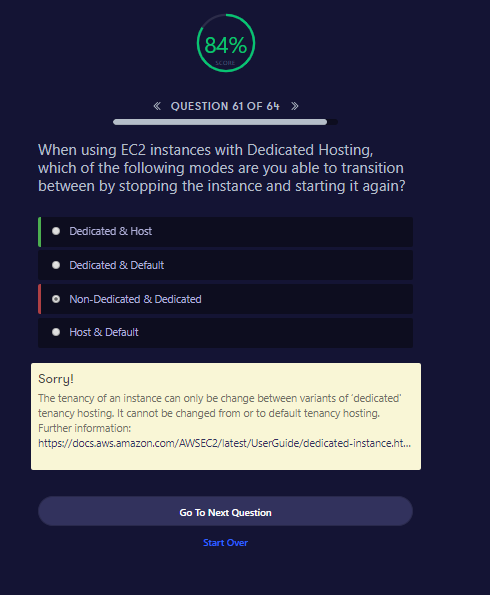 84%
SCORE
« QUESTION 61 OF 64 »
When using EC2 instances with Dedicated Hosting,
which of the following modes are you able to transition
between by stopping the instance and starting it again?
Dedicated & Host
Dedicated & Default
Non-Dedicated & Dedicated
Host & Default
Sorry!
The tenancy of an instance can only be change between variants of ‘dedicated’
tenancy hosting. It cannot be changed from or to default tenancy hosting.
Further information:
https://docs.aws.amazon.com/AWSEC2/latest/UserGuide/dedicated-instance.ht...
Go To Next Question
Start Over